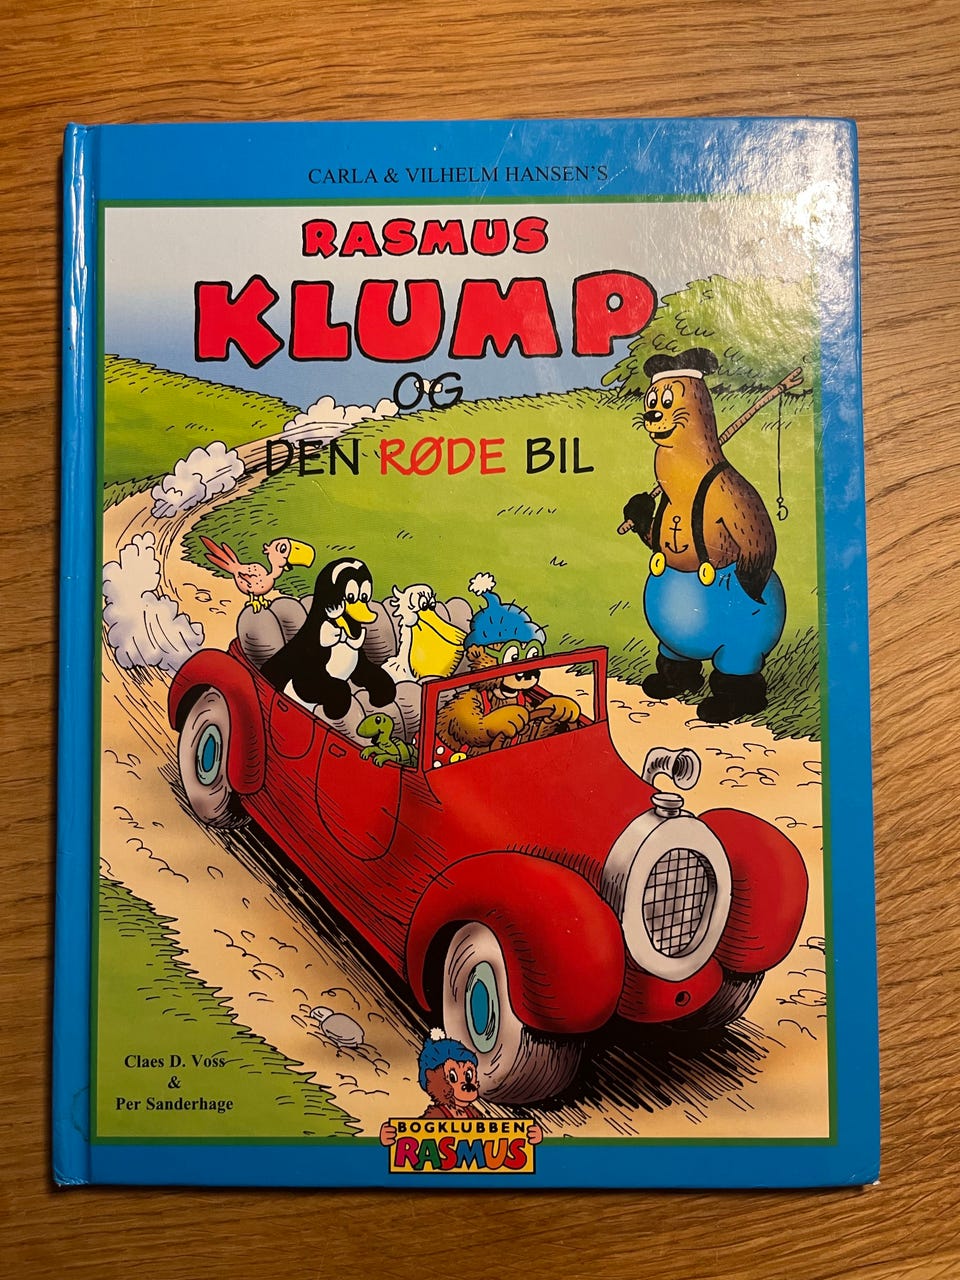 CARLA & VILHELM HANSEN'S
RASMUS
KLUMP
OG
DEN RØDE BIL
Claes D. Voss
&
Per Sanderhage
BOGKLUBBEN
RASMUS